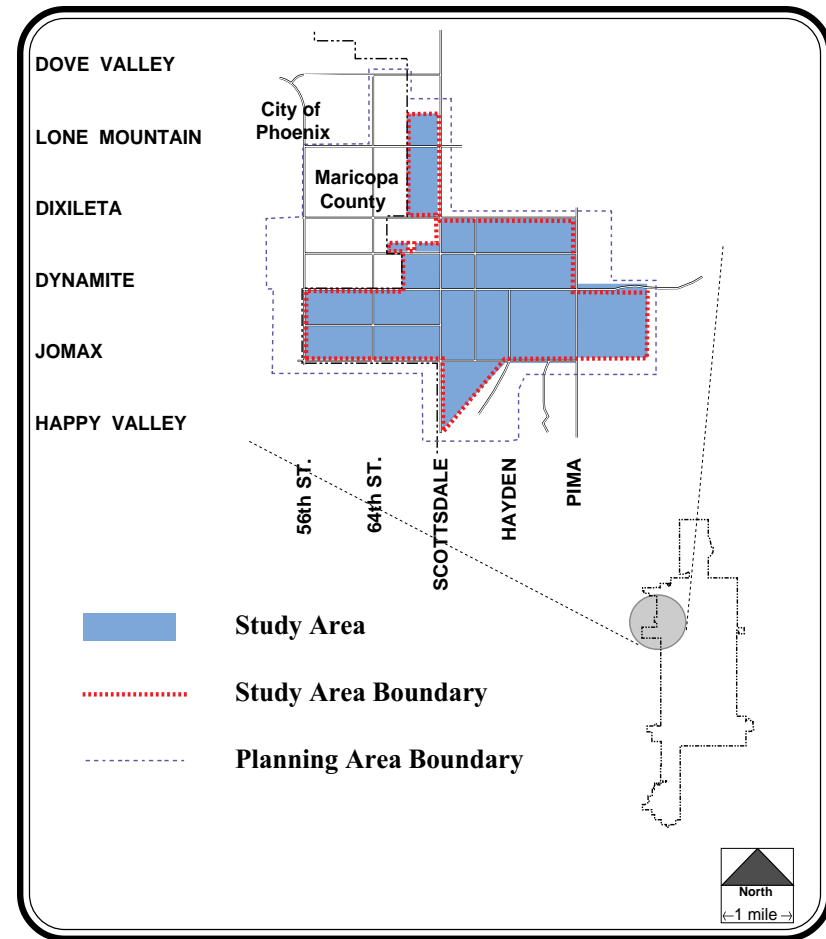 DOVE VALLEY
City of
Phoenix
LONE MOUNTAIN
Maricopa
County
DIXILETA
DYNAMITE
JOMAX
HAPPY VALLEY
56th ST.
64th ST.
SCOTTSDALE
HAYDEN
PIMA
Study Area
Study Area Boundary
Planning Area Boundary
North
←1 mile→